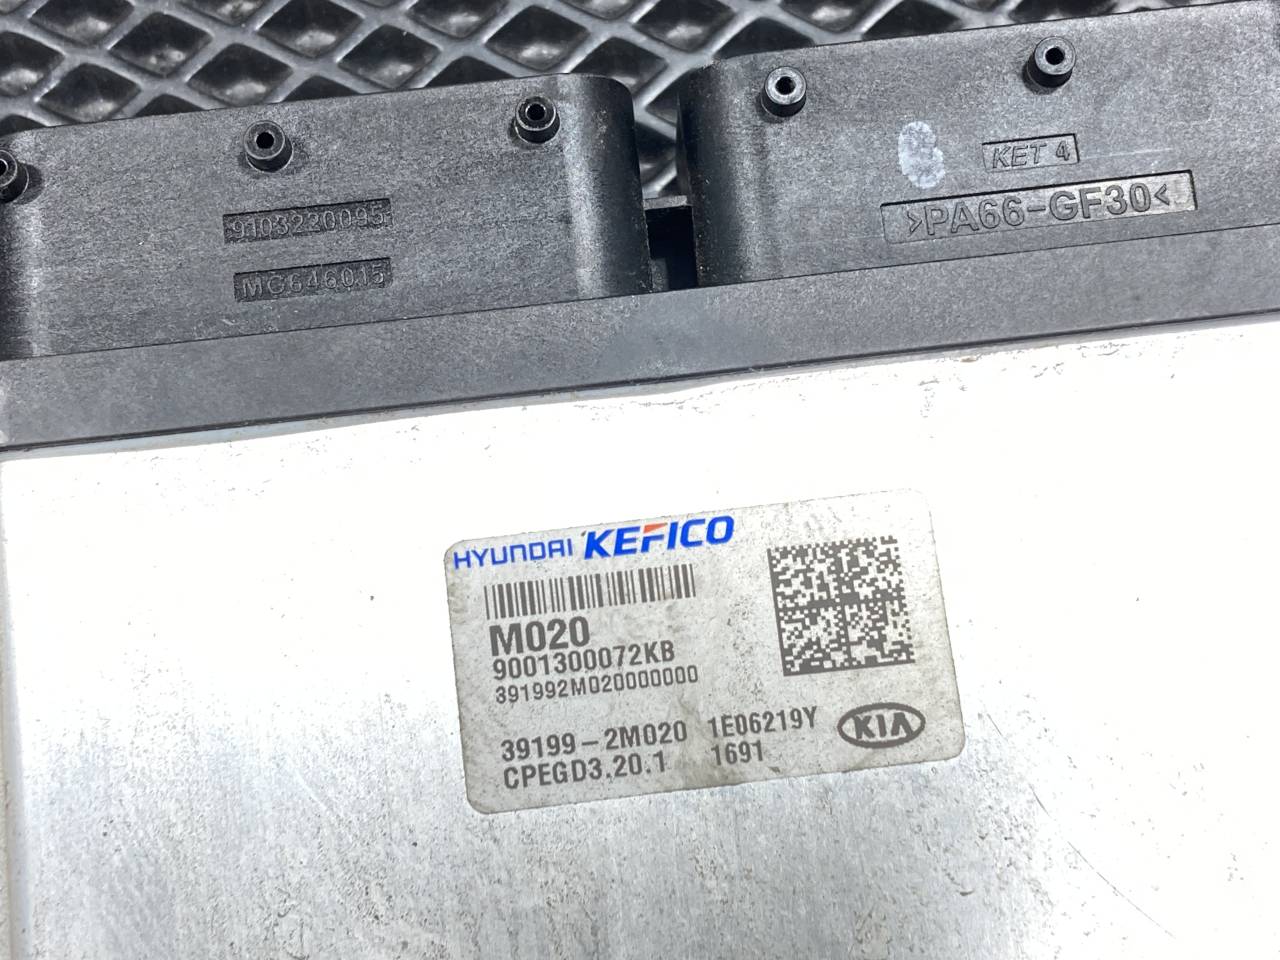 9103220095
MG646015
KET 4
>PA66-GF30<
HYUNDAI KEFICO
M020
9001300072KB
391992M020000000
39199-2M020 1E06219Y
CPEGD3.20.1 1691
KIA